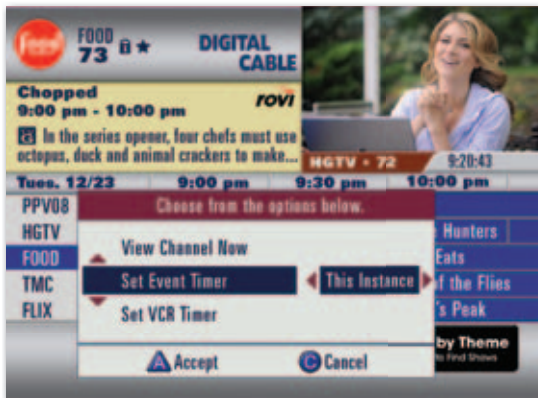 food
FOOD
73
DIGITAL
CABLE
Chopped
9:00 pm - 10:00 pm
rovi
In the series opener, four chefs must use
octopus, duck and animal crackers to make...
HGTV • 72
9:20:43
Tues. 12/23
9:00 pm
9:30 pm
10:00 pm
PPV08
Choose from the options below.
HGTV
Hunters
View Channel Now
FOOD
Eats
Set Event Timer
This Instance
TMC
of the Flies
FLIX
Set VCR Timer
's Peak
by Theme
to Find Shows
A Accept
C Cancel